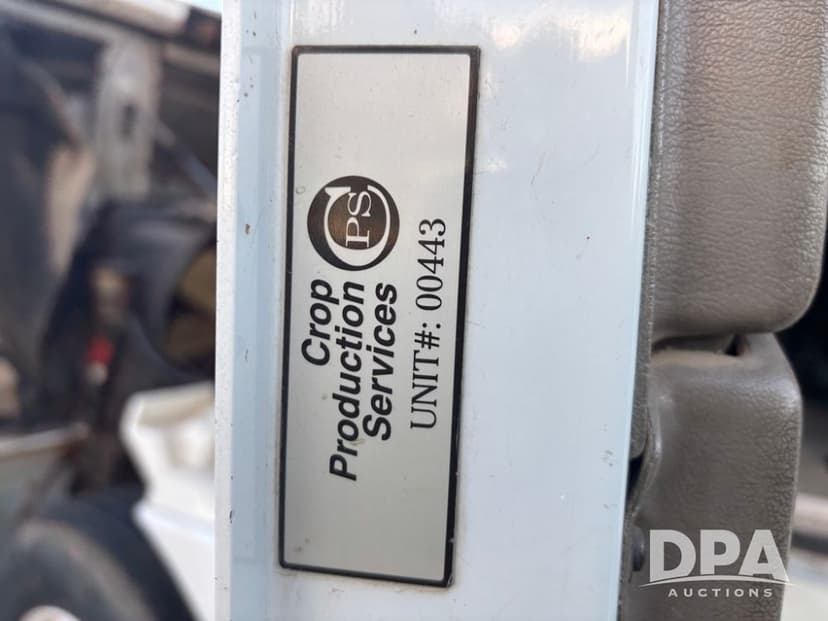 Crop
Production
Services
CPS
UNIT#: 00443
DPA
AUCTIONS